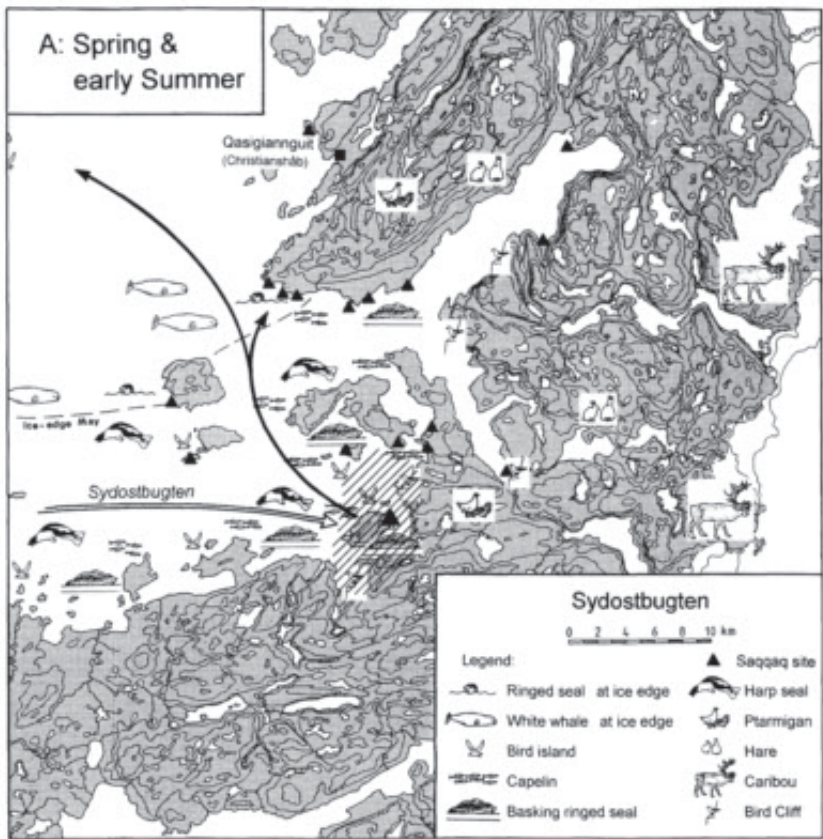 A: Spring &
early Summer
Qasigiannguit
(Christianshåb)
Ice-edge May
Sydostbugten
Sydostbugten
0 2 4 6 8 10 km
Legend:
Saqqaq site
Ringed seal at ice edge
Harp seal
White whale at ice edge
Ptarmigan
Bird island
Hare
Capelin
Caribou
Basking ringed seal
Bird Cliff